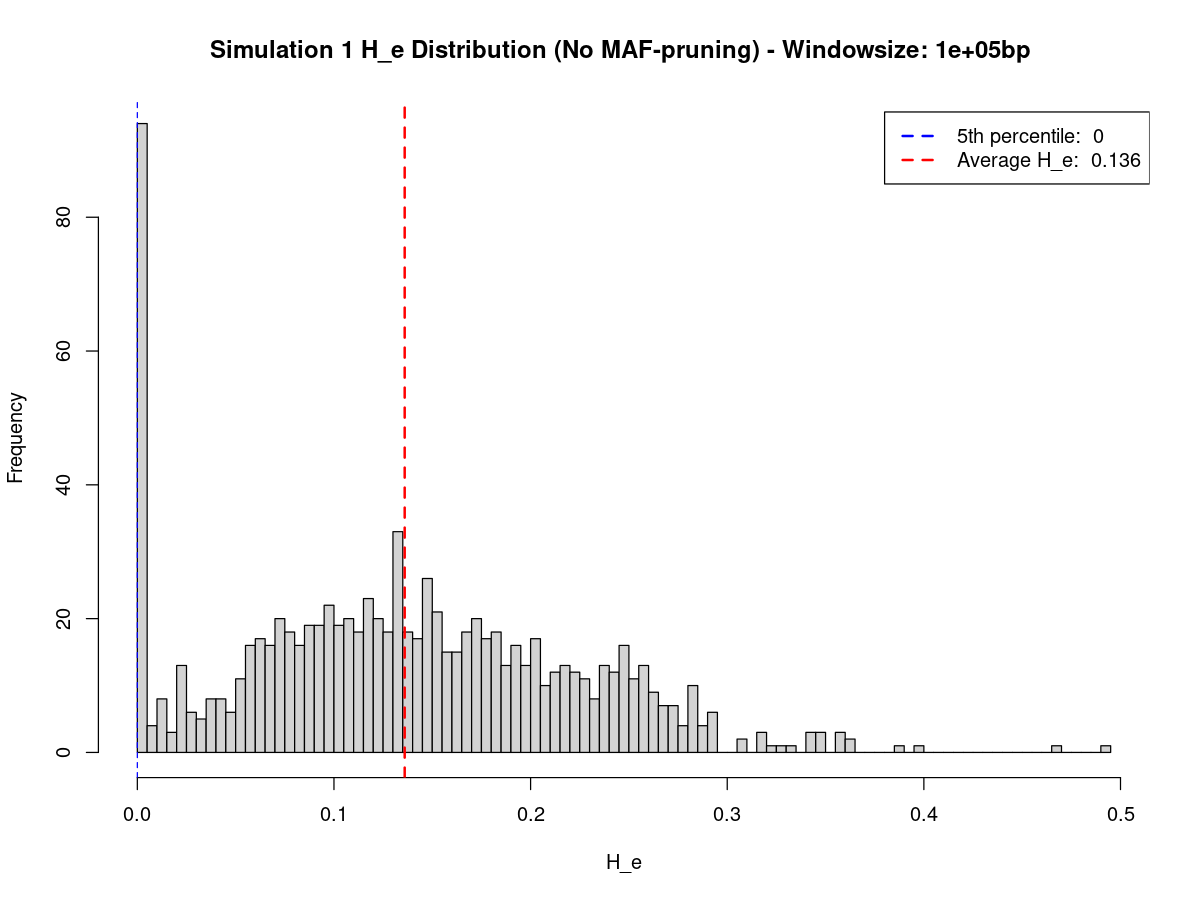 Simulation 1 H_e Distribution (No MAF-pruning) - Windowsize: 1e+05bp
5th percentile:  0
Average H_e:  0.136
Frequency
80
60
40
20
0
0.0 0.1 0.2 0.3 0.4 0.5
H_e